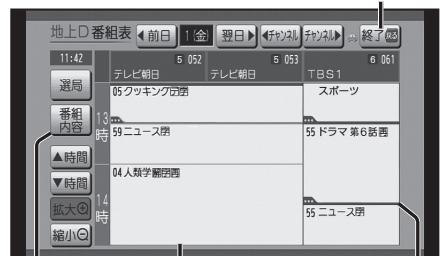 地上D 番組表 ◀前日 1金 翌日▶ ◀チャンネル チャンネル▶ 終了 戻る
11:42
5 052
5 053
6 061
テレビ朝日
テレビ朝日
TBS1
選局
番組
内容
▲時間
▼時間
拡大⊕
縮小⊖
13
時
14
時
05 クッキング
59 ニュース
04 人類学
スポーツ
55 ドラマ 第6話
55 ニュース